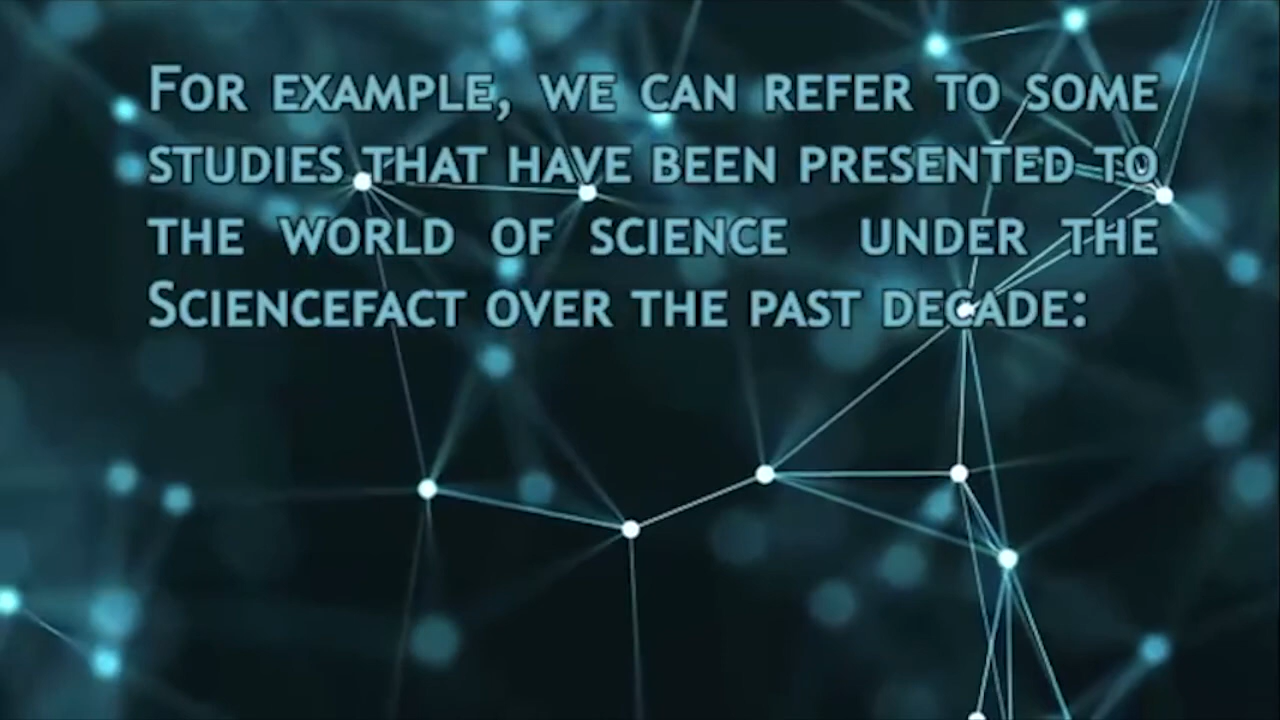 For example, we can refer to some
studies that have been presented to
the world of science under the
Sciencefact over the past decade: